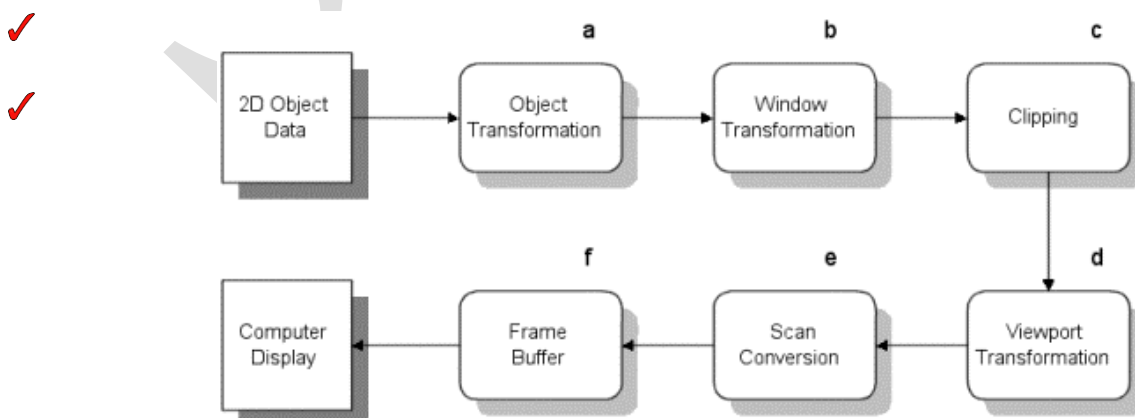 a
b
c
2D Object
Data
Object
Transformation
Window
Transformation
Clipping
f
e
d
Computer
Display
Frame
Buffer
Scan
Conversion
Viewport
Transformation